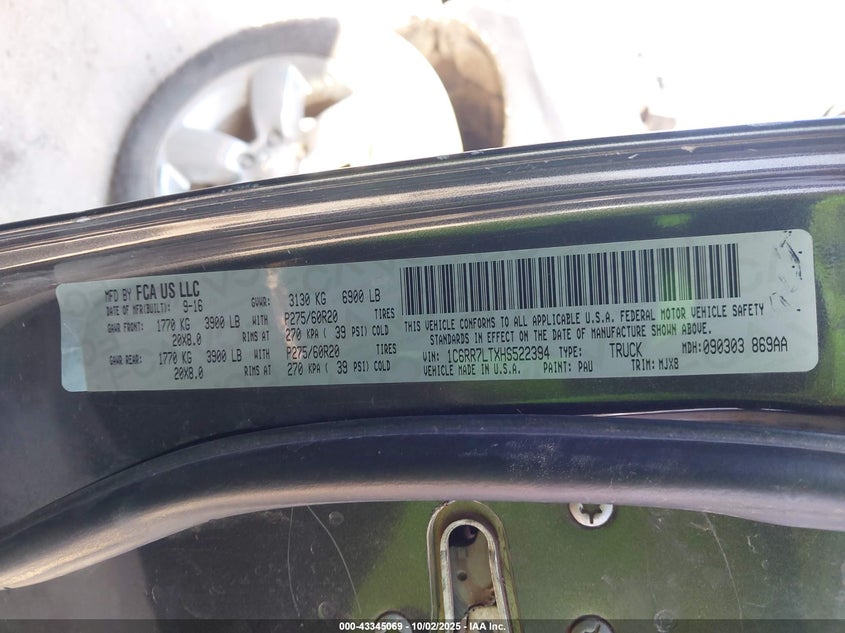 MFD BY FCA US LLC
DATE OF MFR(BUILT): 9-16 GVWR: 3130 KG 6900 LB
GAWR FRONT: 1770 KG 3900 LB WITH P275/60R20 TIRES
20X8.0 RIMS AT 270 KPA ( 39 PSI) COLD
GAWR REAR: 1770 KG 3900 LB WITH P275/60R20 TIRES
20X8.0 RIMS AT 270 KPA ( 39 PSI) COLD
THIS VEHICLE CONFORMS TO ALL APPLICABLE U.S.A. FEDERAL MOTOR VEHICLE SAFETY
STANDARDS IN EFFECT ON THE DATE OF MANUFACTURE SHOWN ABOVE.
VIN: 1C6RR7LTXHS522394 TYPE: TRUCK MDH: 090303 869AA
VEHICLE MADE IN U.S.A. PAINT: PAU TRIM: MJX8
000-43345069 - 10/02/2025 - IAA Inc.